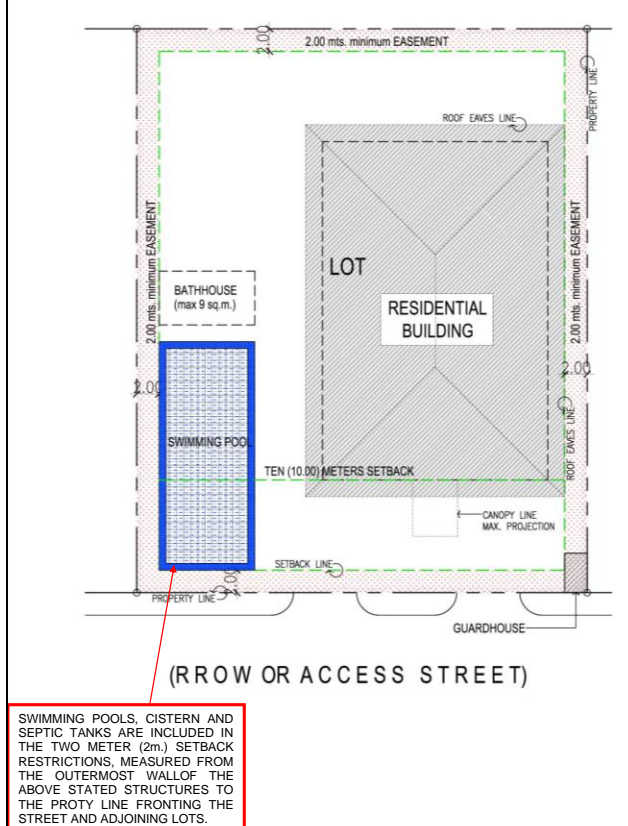 2.00
2.00 mts. minimum EASEMENT
PROPERTY LINE
ROOF EAVES LINE
2.00 mts. minimum EASEMENT
2.00 mts. minimum EASEMENT
LOT
BATHHOUSE
(max 9 sq.m.)
RESIDENTIAL
BUILDING
2.00
2.00
SWIMMING POOL
ROOF EAVES LINE
TEN (10.00) METERS SETBACK
CANOPY LINE
MAX. PROJECTION
SETBACK LINE
2.00
PROPERTY LINE
GUARDHOUSE
(RROW OR ACCESS STREET)
SWIMMING POOLS, CISTERN AND
SEPTIC TANKS ARE INCLUDED IN
THE TWO METER (2m.) SETBACK
RESTRICTIONS, MEASURED FROM
THE OUTERMOST WALLOF THE
ABOVE STATED STRUCTURES TO
THE PROTY LINE FRONTING THE
STREET AND ADJOINING LOTS.